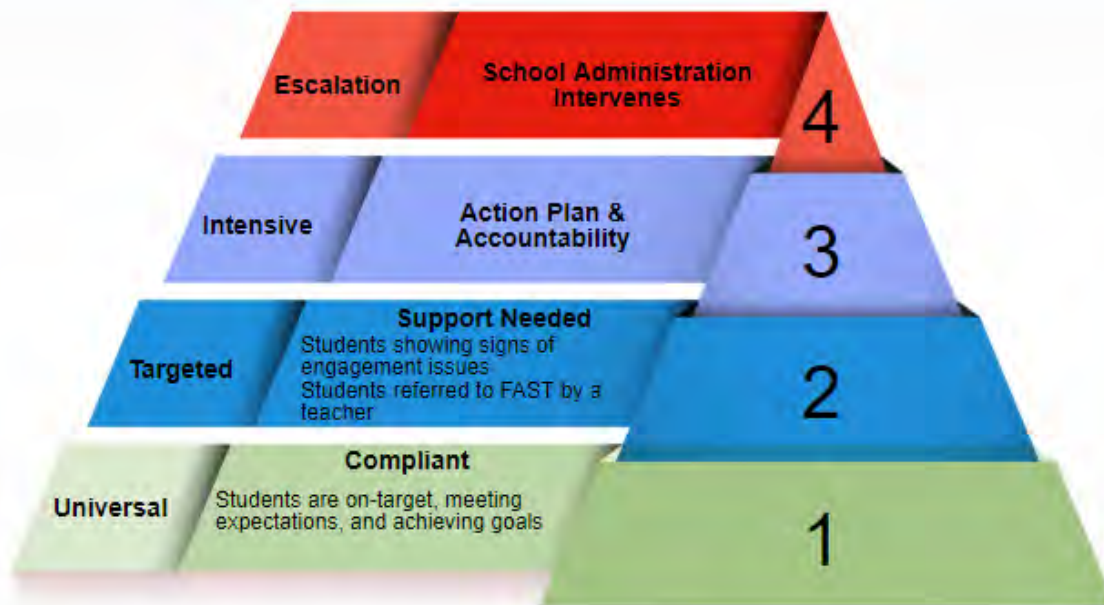 Escalation
School Administration
Intervenes
4
Intensive
Action Plan &
Accountability
3
Targeted
Support Needed
Students showing signs of
engagement issues
Students referred to FAST by a
teacher
2
Universal
Compliant
Students are on-target, meeting
expectations, and achieving goals
1